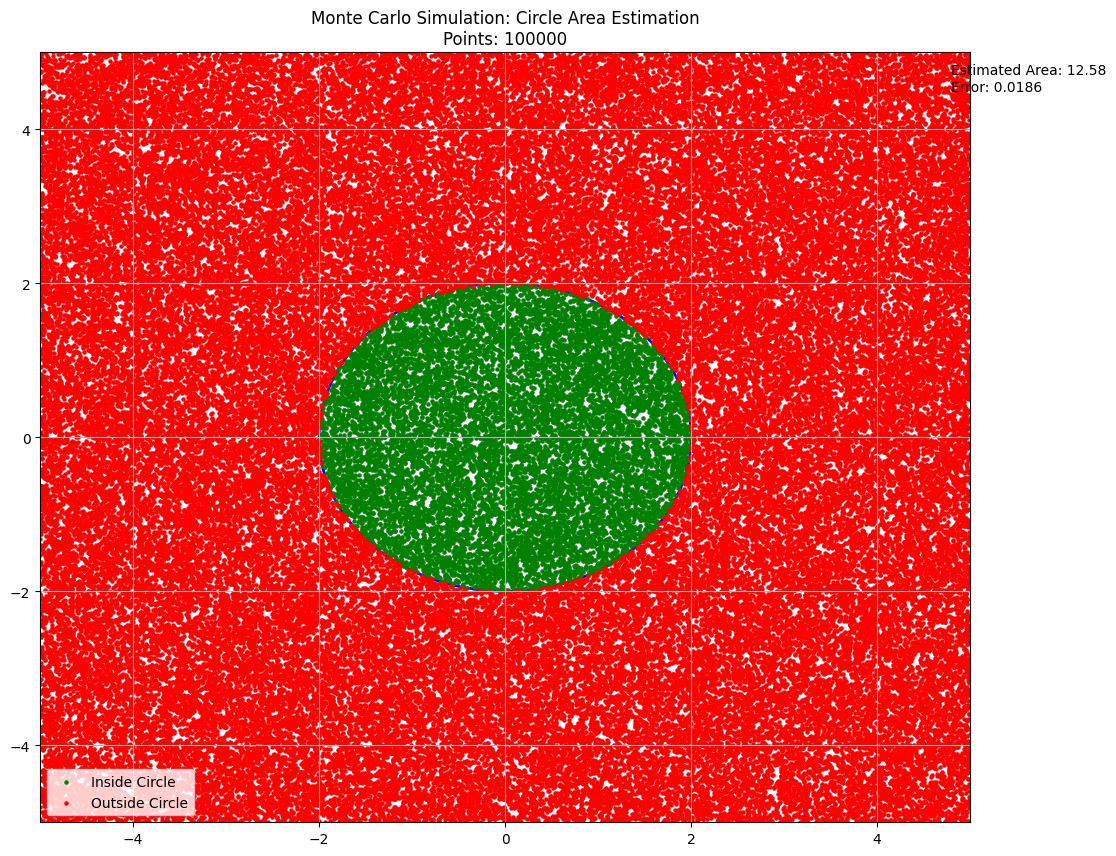 Monte Carlo Simulation: Circle Area Estimation
Points: 100000
Estimated Area: 12.58
Error: 0.0186
4
2
0
−2
−4
Inside Circle
Outside Circle
−4 −2 0 2 4